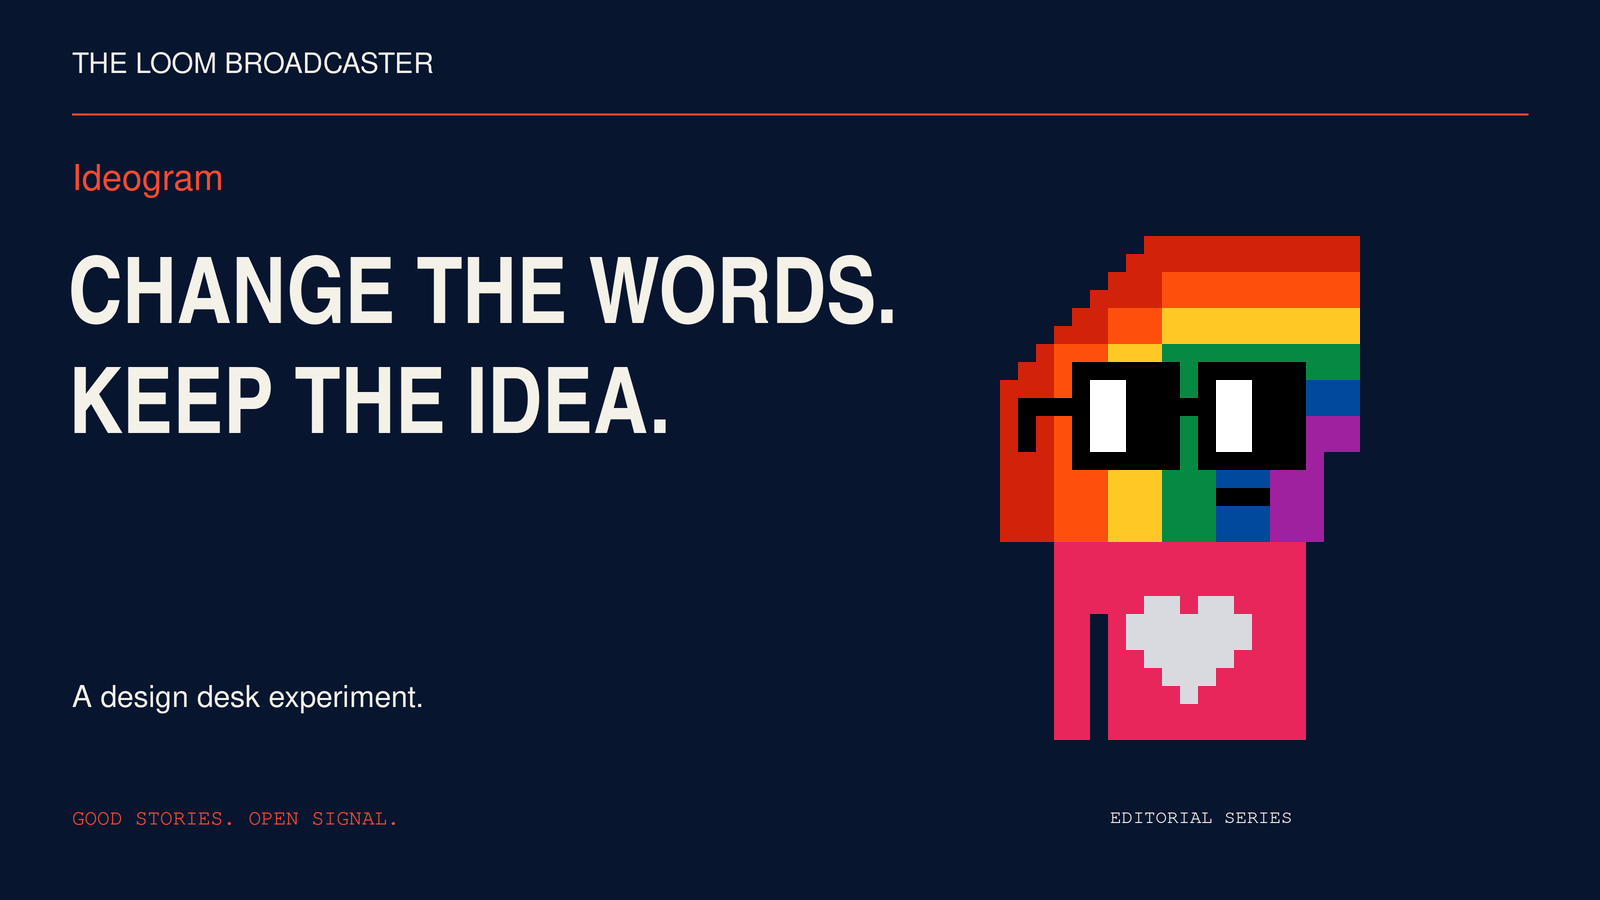 THE LOOM BROADCASTER
Ideogram
CHANGE THE WORDS.
KEEP THE IDEA.
A design desk experiment.
GOOD STORIES. OPEN SIGNAL.
EDITORIAL SERIES